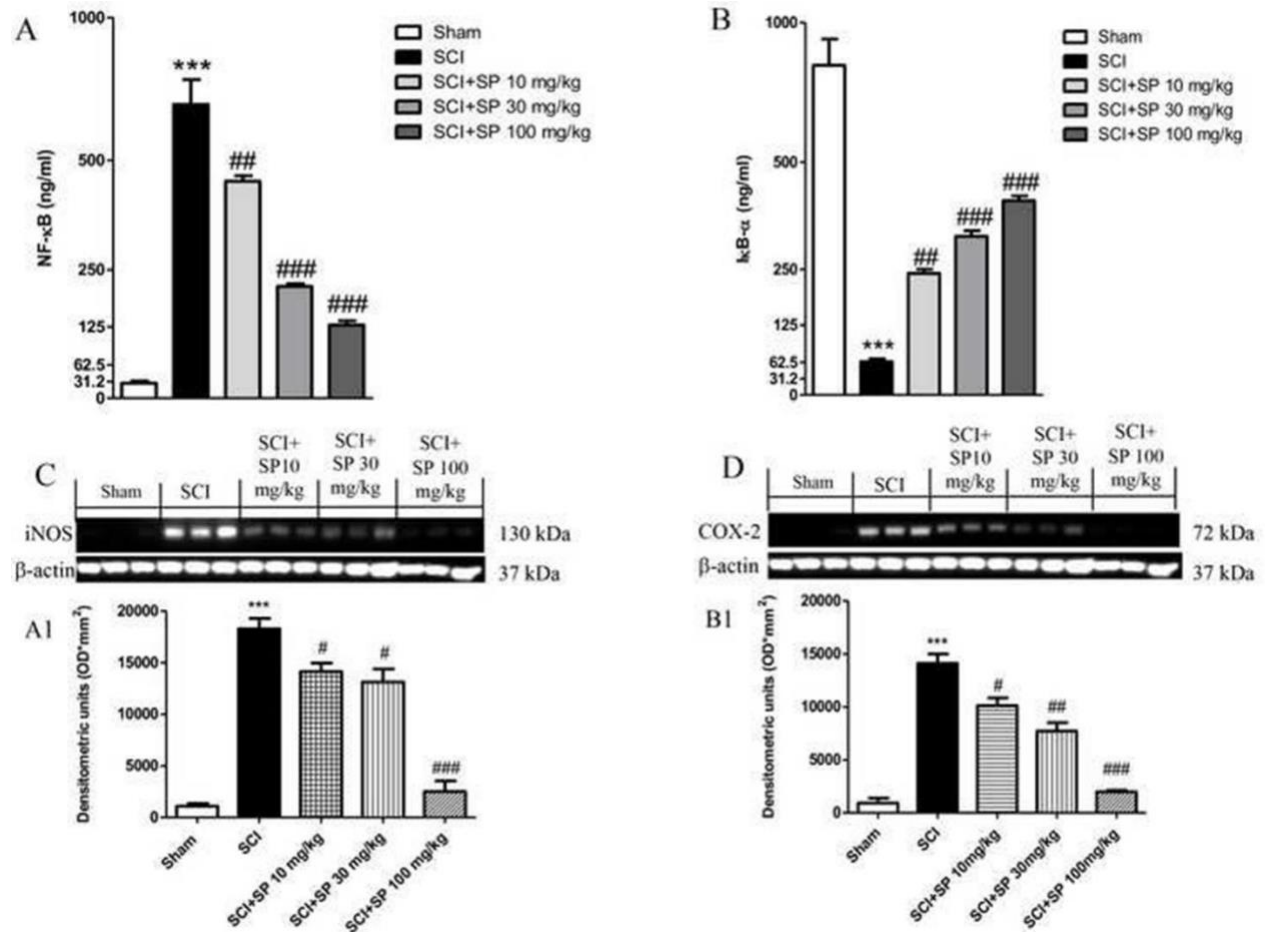 A
1000
500
250
125
62.5
31.2
0
NF-κB (ng/ml)
***
##
###
###
Sham
SCI
SCI+SP 10 mg/kg
SCI+SP 30 mg/kg
SCI+SP 100 mg/kg
B
1000
500
250
125
62.5
31.2
0
IκB-α (ng/ml)
***
##
###
###
Sham
SCI
SCI+SP 10 mg/kg
SCI+SP 30 mg/kg
SCI+SP 100 mg/kg
C
Sham
SCI
SCI+
SP10
mg/kg
SCI+
SP 30
mg/kg
SCI+
SP 100
mg/kg
iNOS
130 kDa
β-actin
37 kDa
D
Sham
SCI
SCI+
SP10
mg/kg
SCI+
SP 30
mg/kg
SCI+
SP 100
mg/kg
COX-2
72 kDa
β-actin
37 kDa
A1
20000
15000
10000
5000
0
Densitometric units (OD*mm²)
***
#
#
###
Sham
SCI
SCI+SP 10 mg/kg
SCI+SP 30 mg/kg
SCI+SP 100 mg/kg
B1
20000
15000
10000
5000
0
Densitometric units (OD*mm²)
***
#
##
###
Sham
SCI
SCI+SP 10mg/kg
SCI+SP 30mg/kg
SCI+SP 100mg/kg